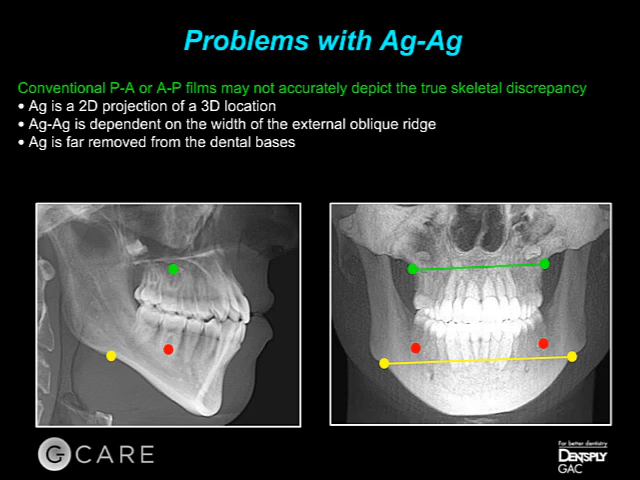 Problems with Ag-Ag
Conventional P-A or A-P films may not accurately depict the true skeletal discrepancy
• Ag is a 2D projection of a 3D location
• Ag-Ag is dependent on the width of the external oblique ridge
• Ag is far removed from the dental bases
G CARE
For better dentistry
DENTSPLY
GAC